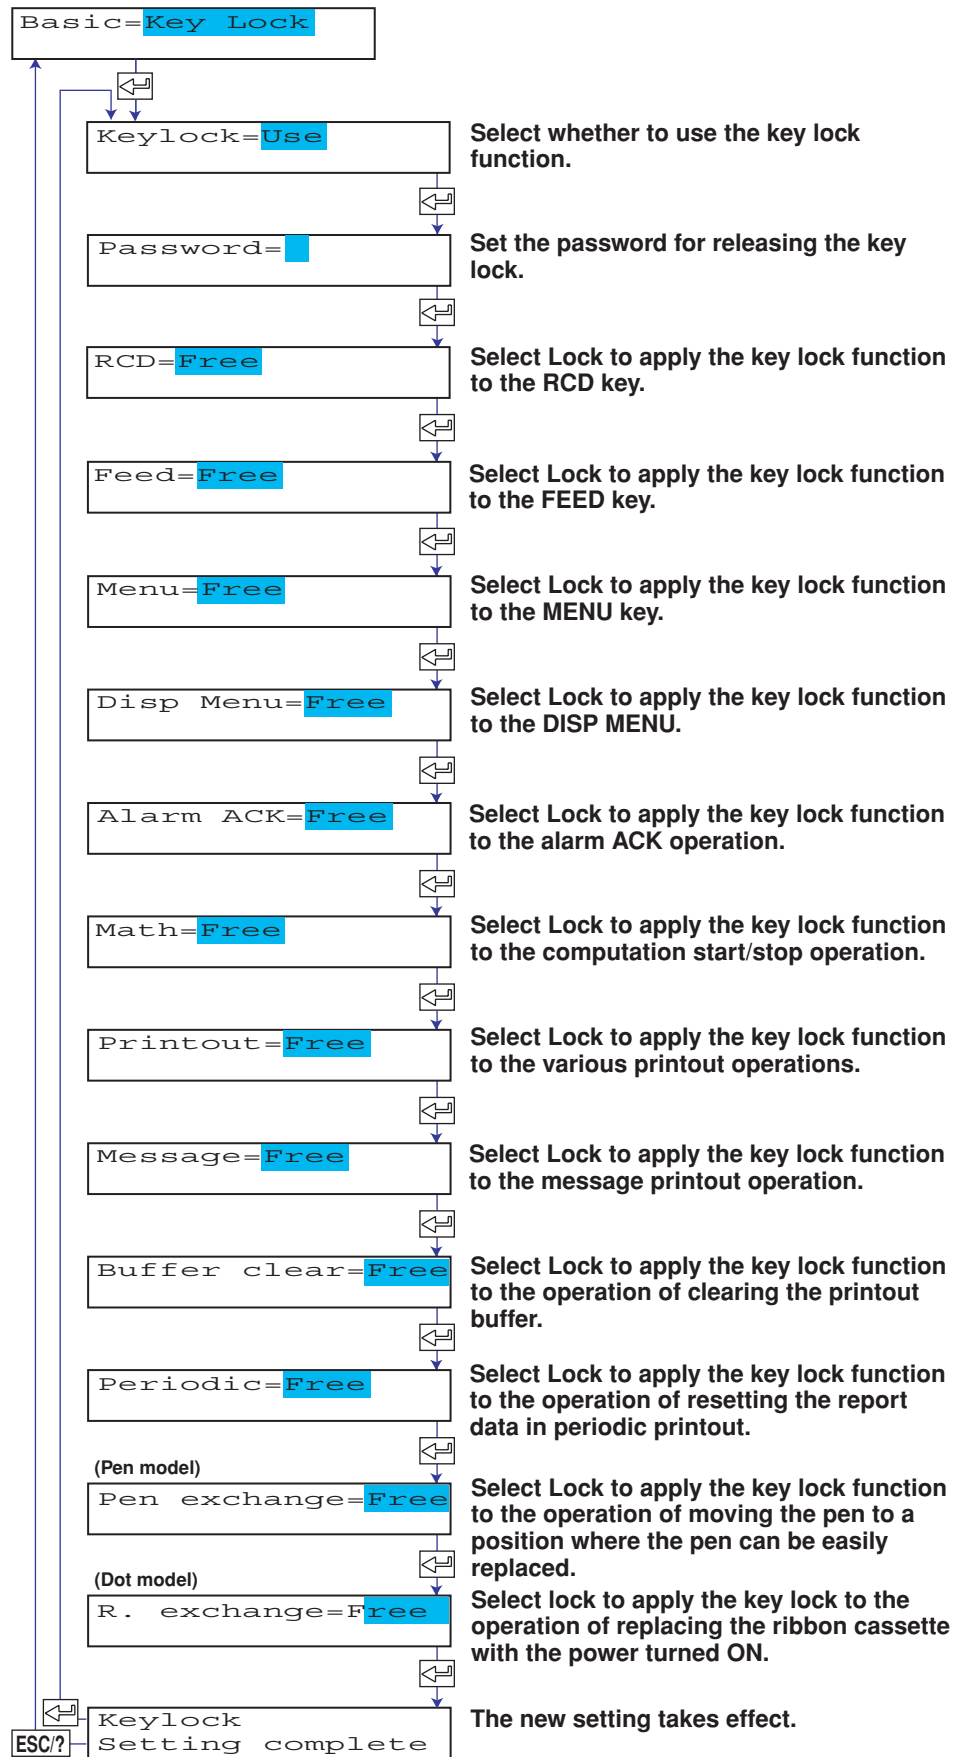 Basic=Key Lock
Keylock=Use
Select whether to use the key lock
function.
Password=
Set the password for releasing the key
lock.
RCD=Free
Select Lock to apply the key lock function
to the RCD key.
Feed=Free
Select Lock to apply the key lock function
to the FEED key.
Menu=Free
Select Lock to apply the key lock function
to the MENU key.
Disp Menu=Free
Select Lock to apply the key lock function
to the DISP MENU.
Alarm ACK=Free
Select Lock to apply the key lock function
to the alarm ACK operation.
Math=Free
Select Lock to apply the key lock function
to the computation start/stop operation.
Printout=Free
Select Lock to apply the key lock function
to the various printout operations.
Message=Free
Select Lock to apply the key lock function
to the message printout operation.
Buffer clear=Free
Select Lock to apply the key lock function
to the operation of clearing the printout
buffer.
Periodic=Free
Select Lock to apply the key lock function
to the operation of resetting the report
data in periodic printout.
(Pen model)
Pen exchange=Free
Select Lock to apply the key lock function
to the operation of moving the pen to a
position where the pen can be easily
replaced.
(Dot model)
R. exchange=Free
Select lock to apply the key lock to the
operation of replacing the ribbon cassette
with the power turned ON.
Keylock
Setting complete
The new setting takes effect.
ESC/?